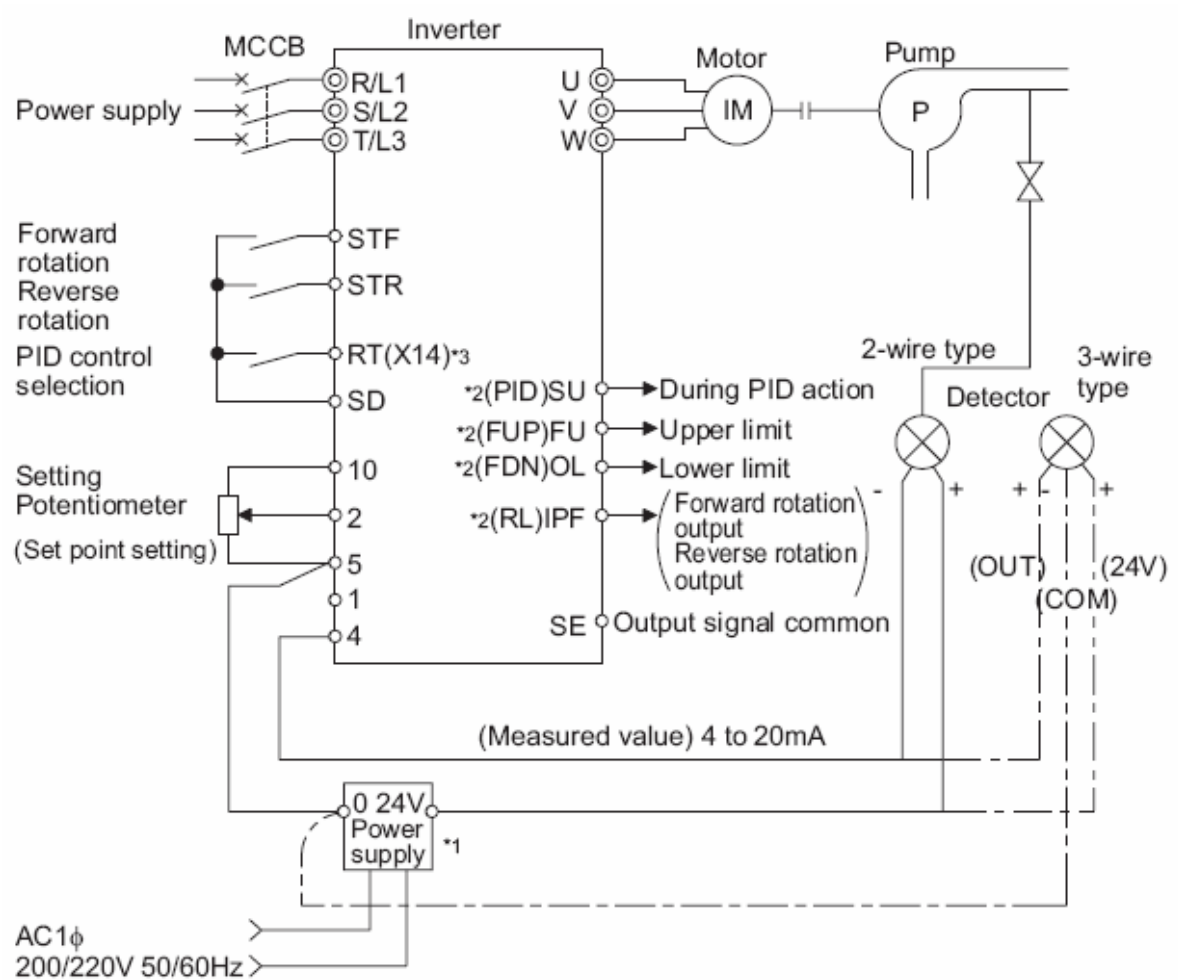 Inverter
MCCB
Motor
Pump
R/L1
U
Power supply
S/L2
V
IM
P
T/L3
W
Forward
rotation
STF
Reverse
rotation
STR
PID control
selection
RT(X14)*3
2-wire type
3-wire
type
SD
*2(PID)SU
During PID action
Detector
*2(FUP)FU
Upper limit
*2(FDN)OL
Lower limit
Setting
Potentiometer
(Set point setting)
10
2
5
1
4
- +
+ - +
*2(RL)IPF
Forward rotation
output
Reverse rotation
output
(OUT)
(24V)
(COM)
SE
Output signal common
(Measured value) 4 to 20mA
0 24V
Power
supply
*1
AC1ϕ
200/220V 50/60Hz